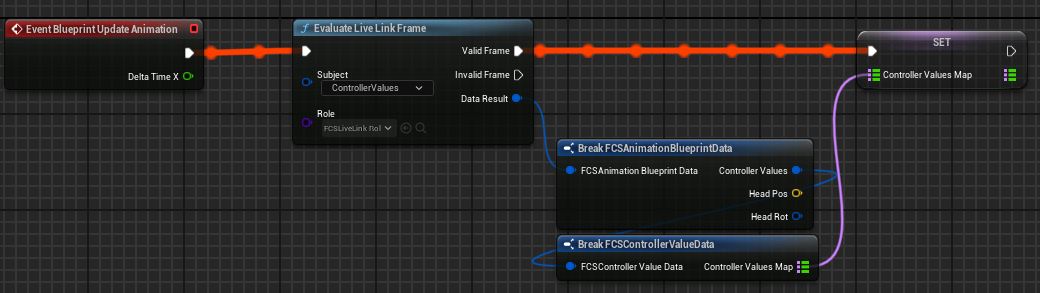 Event Blueprint Update Animation
Delta Time X
Evaluate Live Link Frame
Valid Frame
Subject
ControllerValues
Invalid Frame
Data Result
Role
FCSLiveLink Rol
SET
Controller Values Map
Break FCSAnimationBlueprintData
FCSAnimation Blueprint Data
Controller Values
Head Pos
Head Rot
Break FCSControllerValueData
FCSController Value Data
Controller Values Map